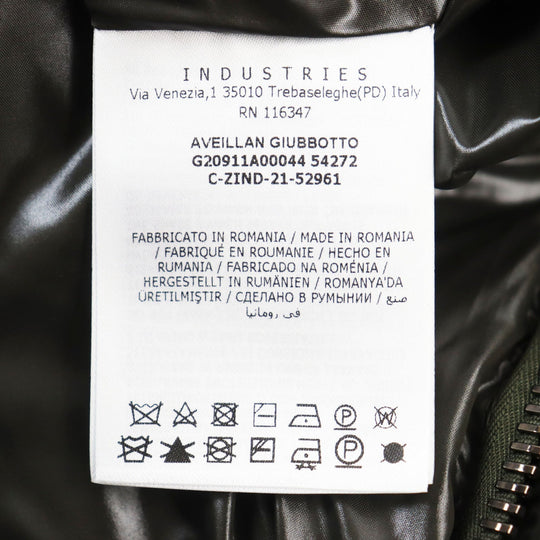 INDUSTRIES
Via Venezia,1 35010 Trebaseleghe(PD) Italy
RN 116347
AVEILLAN GIUBBOTTO
G20911A00044 54272
C-ZIND-21-52961
FABBRICATO IN ROMANIA / MADE IN ROMANIA
/ FABRIQUÉ EN ROUMANIE / HECHO EN
RUMANIA / FABRICADO NA ROMÉNIA /
HERGESTELLT IN RUMÄNIEN / ROMANYA'DA
ÜRETILMIŞTIR / СДЕЛАНО В РУМЫНИИ / صنع
في رومانيا
P W
P